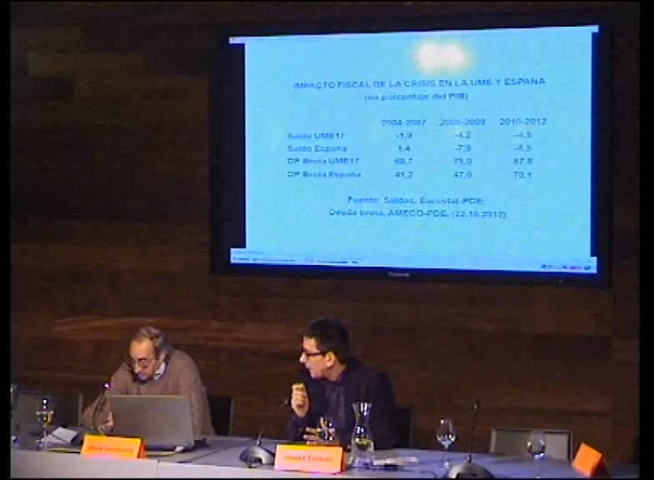 IMPACTO FISCAL DE LA CRISIS EN LA UME Y ESPAÑA
(en porcentaje del PIB)
2004-2007 2008-2009 2010-2012
Saldo UME17 -1,9 -4,2 -4,5
Saldo España 1,4 -7,9 -8,5
DP Bruta UME17 68,7 75,0 87,8
DP Bruta España 41,2 47,0 70,1
Fuente: Saldos, Eurostat-PDE;
Deuda bruta, AMECO-PDE. (22.10.2012)